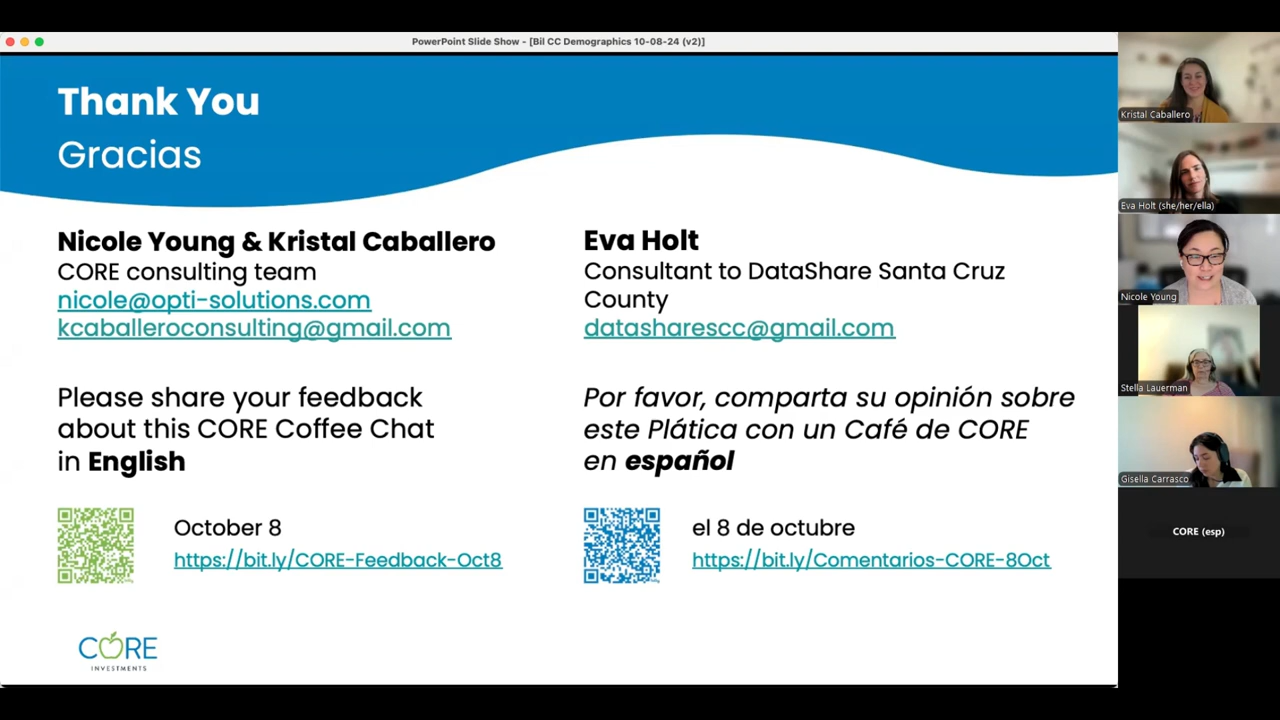 PowerPoint Slide Show - [Bil CC Demographics 10-08-24 (v2)]
Thank You
Gracias
Nicole Young & Kristal Caballero
CORE consulting team
nicole@opti-solutions.com
kcaballeroconsulting@gmail.com
Eva Holt
Consultant to DataShare Santa Cruz
County
datasharescc@gmail.com
Please share your feedback
about this CORE Coffee Chat
in English
Por favor, comparta su opinión sobre
este Plática con un Café de CORE
en español
October 8
https://bit.ly/CORE-Feedback-Oct8
el 8 de octubre
https://bit.ly/Comentarios-CORE-8Oct
CORE
INVESTMENTS
Kristal Caballero
Eva Holt (she/her/ella)
Nicole Young
Stella Lauerman
Gisella Carrasco
CORE (esp)